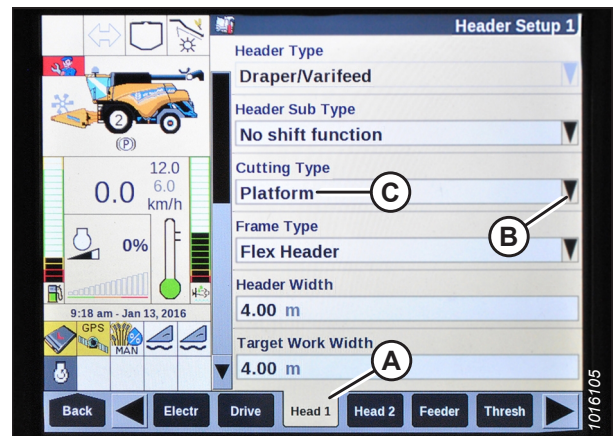 Header Setup 1
Header Type
Draper/Varifeed
Header Sub Type
No shift function
Cutting Type
Platform
C
B
Frame Type
Flex Header
Header Width
4.00 m
Target Work Width
4.00 m
A
2
(P)
12.0
0.0
6.0
km/h
0%
9:18 am - Jan 13, 2016
GPS
%
MAN
Back
Electr
Drive
Head 1
Head 2
Feeder
Thresh
1016105